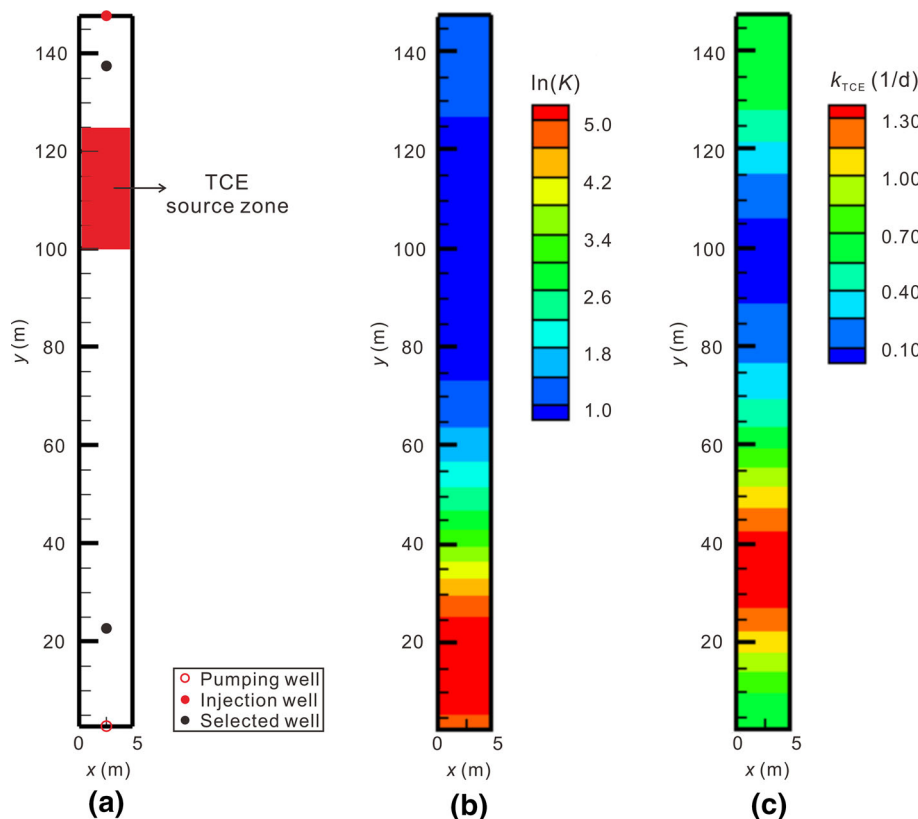 140
120
100
80
60
40
20
y (m)
0 5
x (m)
(a)
TCE
source zone
Pumping well
Injection well
Selected well
140
120
100
80
60
40
20
y (m)
0 5
x (m)
(b)
ln(K)
5.0
4.2
3.4
2.6
1.8
1.0
140
120
100
80
60
40
20
y (m)
0 5
x (m)
(c)
kTCE (1/d)
1.30
1.00
0.70
0.40
0.10